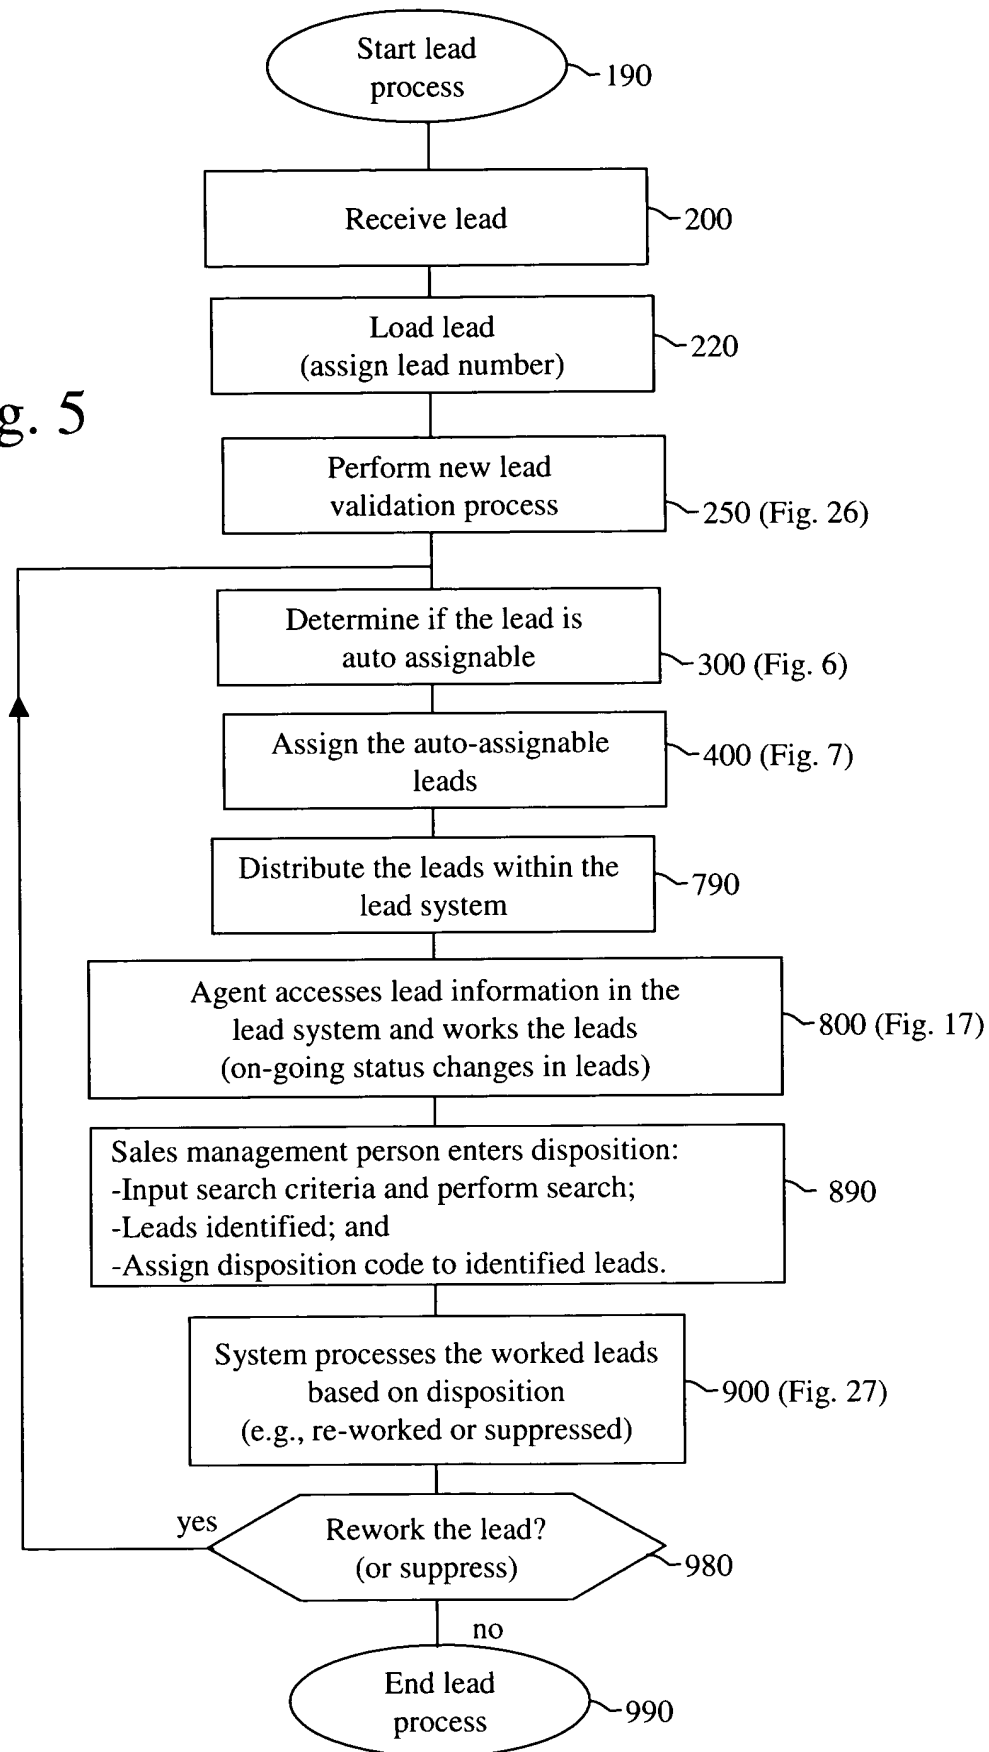 Start lead
process
190
Receive lead
200
Load lead
(assign lead number)
220
g. 5
Perform new lead
validation process
250 (Fig. 26)
Determine if the lead is
auto assignable
300 (Fig. 6)
Assign the auto-assignable
leads
400 (Fig. 7)
Distribute the leads within the
lead system
790
Agent accesses lead information in the
lead system and works the leads
(on-going status changes in leads)
800 (Fig. 17)
Sales management person enters disposition:
-Input search criteria and perform search;
-Leads identified; and
-Assign disposition code to identified leads.
890
System processes the worked leads
based on disposition
(e.g., re-worked or suppressed)
900 (Fig. 27)
yes
Rework the lead?
(or suppress)
980
no
End lead
process
990